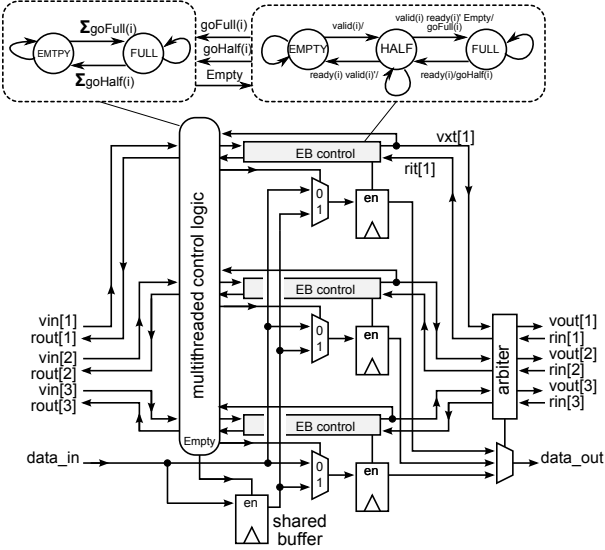 ΣgoFull(i)
EMTPY
FULL
ΣgoHalf(i)
goFull(i)
goHalf(i)
Empty
valid(i)/
valid(i) ready(i)' Empty/
goFull(i)
EMPTY
HALF
FULL
ready(i) valid(i)'/
ready(i)/goHalf(i)
multithreaded control logic
Empty
EB control
vxt[1]
rit[1]
0
1
en
EB control
0
1
en
EB control
0
1
en
vin[1]
rout[1]
vin[2]
rout[2]
vin[3]
rout[3]
data_in
en
shared
buffer
arbiter
vout[1]
rin[1]
vout[2]
rin[2]
vout[3]
rin[3]
data_out